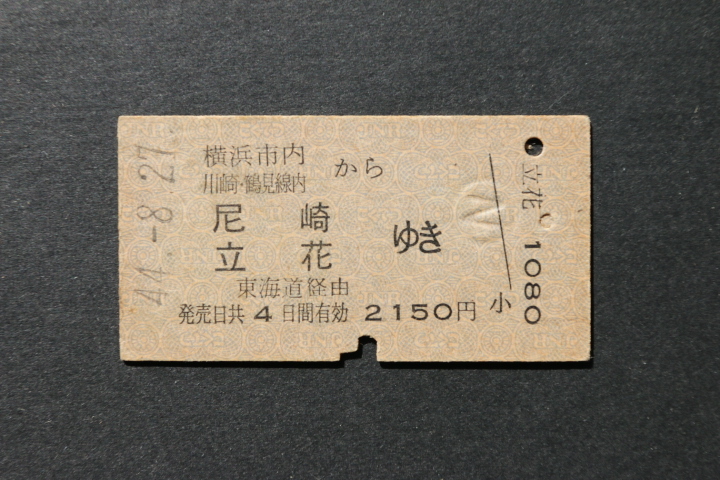 44.-8.27.
横浜市内
川崎・鶴見線内
から
尼崎
立花
ゆき
東海道経由
発売日共4日間有効 2150円
小
立花
1080